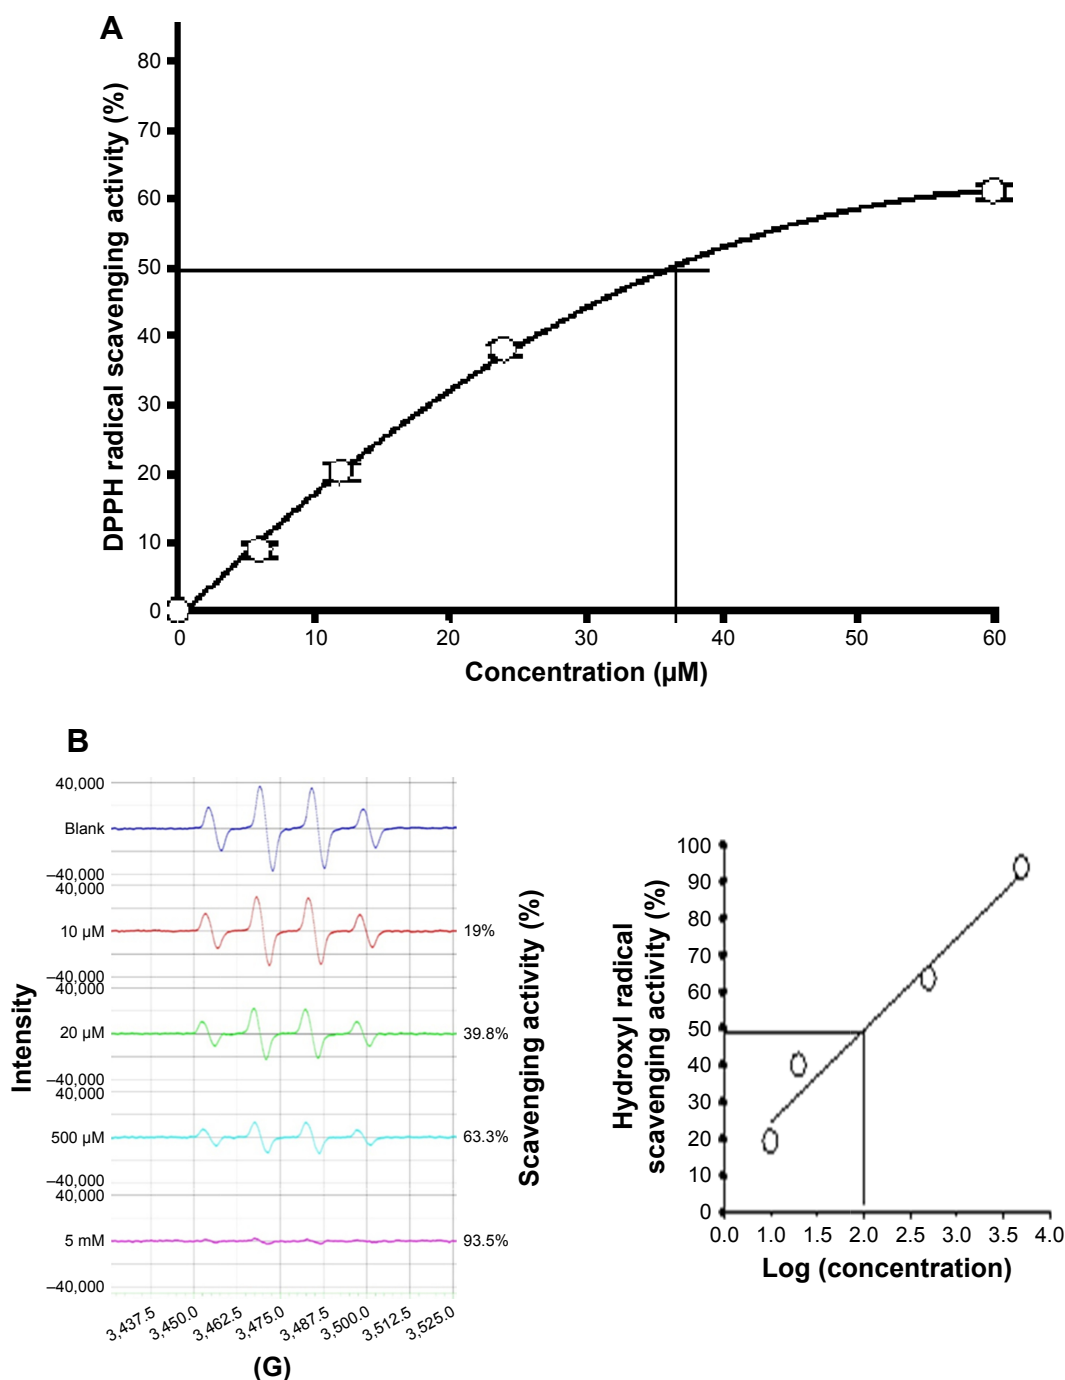 A
DPPH radical scavenging activity (%)
80
70
60
50
40
30
20
10
0
0 10 20 30 40 50 60
Concentration (µM)
B
Intensity
40,000
Blank
–40,000
40,000
10 µM 19%
–40,000
40,000
20 µM 39.8%
–40,000
40,000
500 µM 63.3%
–40,000
40,000
5 mM 93.5%
–40,000
3,437.5 3,450.0 3,462.5 3,475.0 3,487.5 3,500.0 3,512.5 3,525.0
(G)
Scavenging activity (%)
Hydroxyl radical
scavenging activity (%)
100
90
80
70
60
50
40
30
20
10
0
0.0 1.0 1.5 2.0 2.5 3.0 3.5 4.0
Log (concentration)